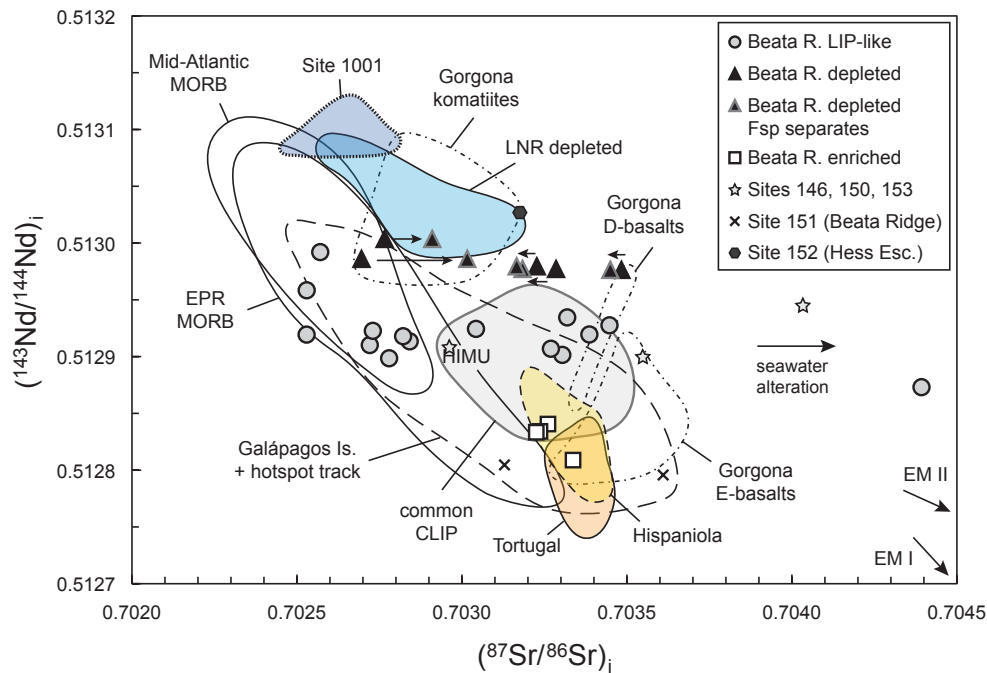 0.5132
0.5131
0.5130
0.5129
0.5128
0.5127
(¹⁴³Nd/¹⁴⁴Nd)ᵢ
0.7020
0.7025
0.7030
0.7035
0.7040
0.7045
(⁸⁷Sr/⁸⁶Sr)ᵢ
Mid-Atlantic
MORB
Site 1001
Gorgona
komatiites
LNR depleted
Gorgona
D-basalts
EPR
MORB
HIMU
Galápagos Is.
+ hotspot track
common
CLIP
Tortugal
Hispaniola
Gorgona
E-basalts
seawater
alteration
EM II
EM I
Beata R. LIP-like
Beata R. depleted
Beata R. depleted
Fsp separates
Beata R. enriched
Sites 146, 150, 153
Site 151 (Beata Ridge)
Site 152 (Hess Esc.)